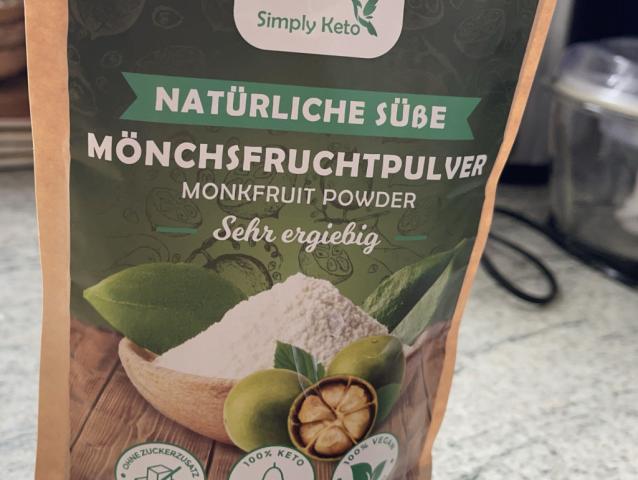 Simply Keto
NATÜRLICHE SÜẞE
MÖNCHSFRUCHTPULVER
MONKFRUIT POWDER
Sehr ergiebig
OHNE ZUCKERZUSATZ
100% KETO
100% VEGAN